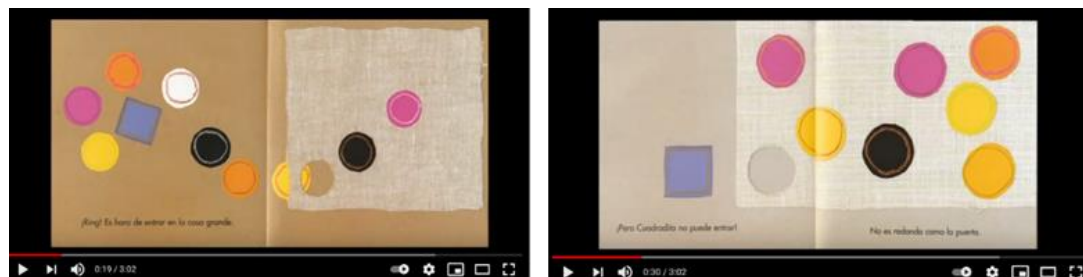 ¡Ring! Es hora de entrar en la casa grande.
0:19 / 3:02
¡Pero Cuadradito no puede entrar!
No es redondo como la puerta.
0:30 / 3:02